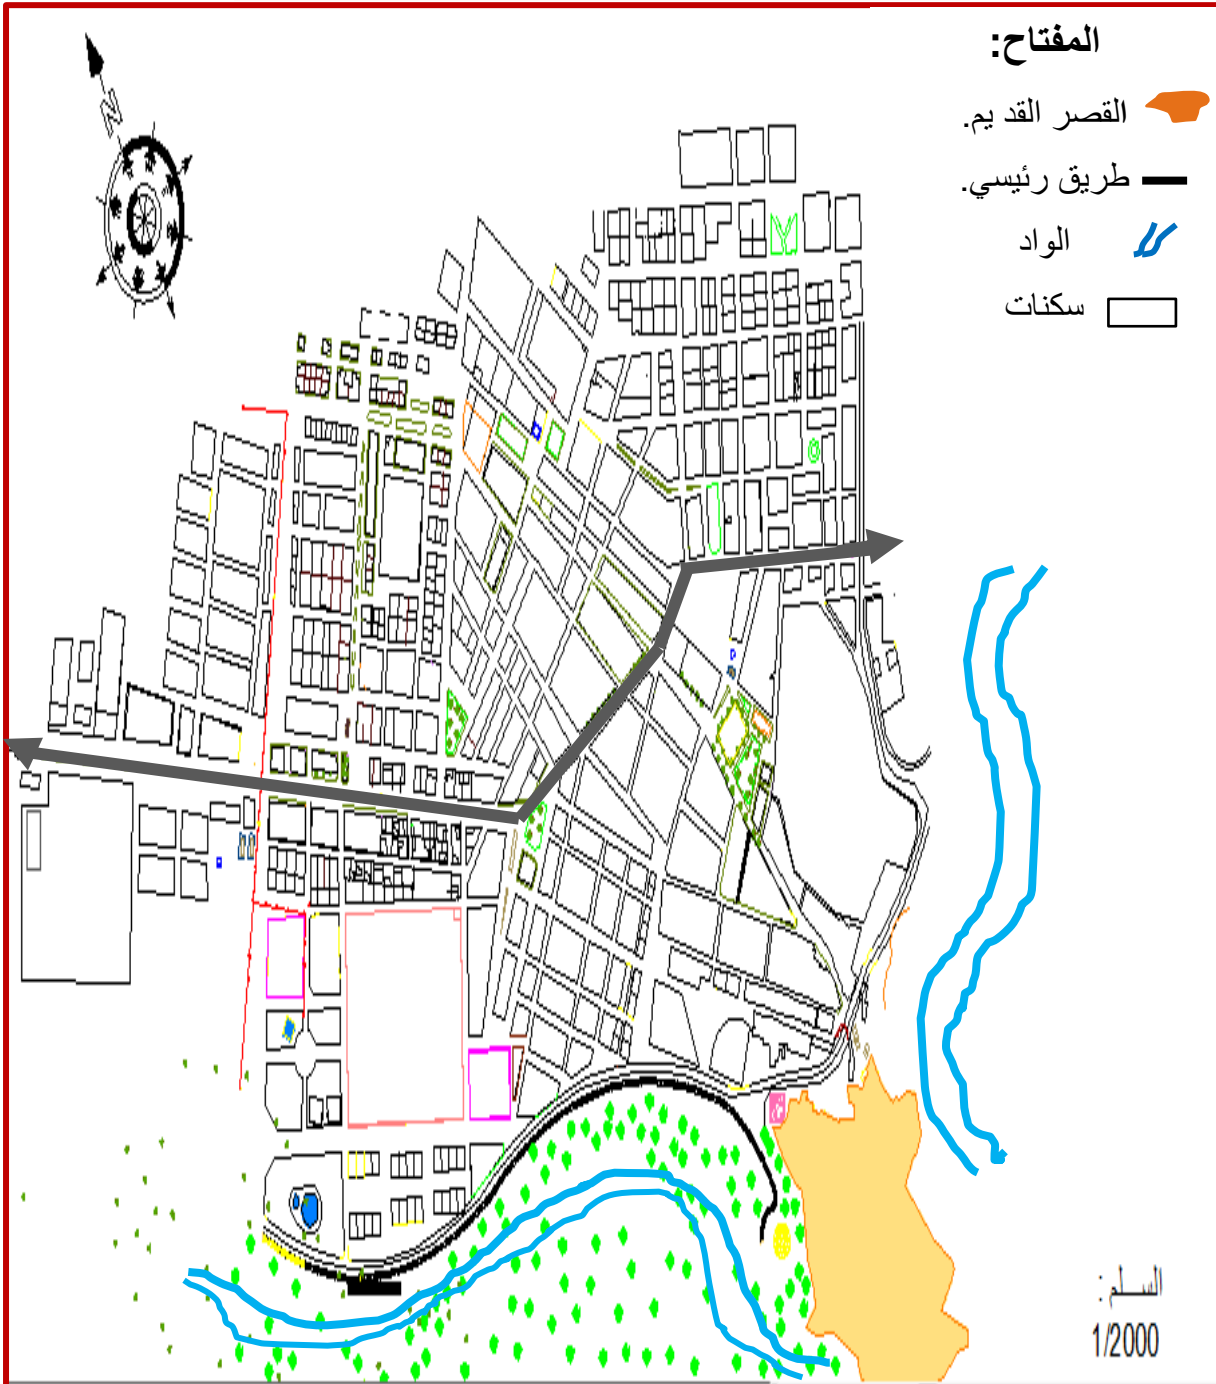 المفتاح:
القصر القد يم.
طريق رئيسي.
الواد
سكنات
N
السلم :
1/2000